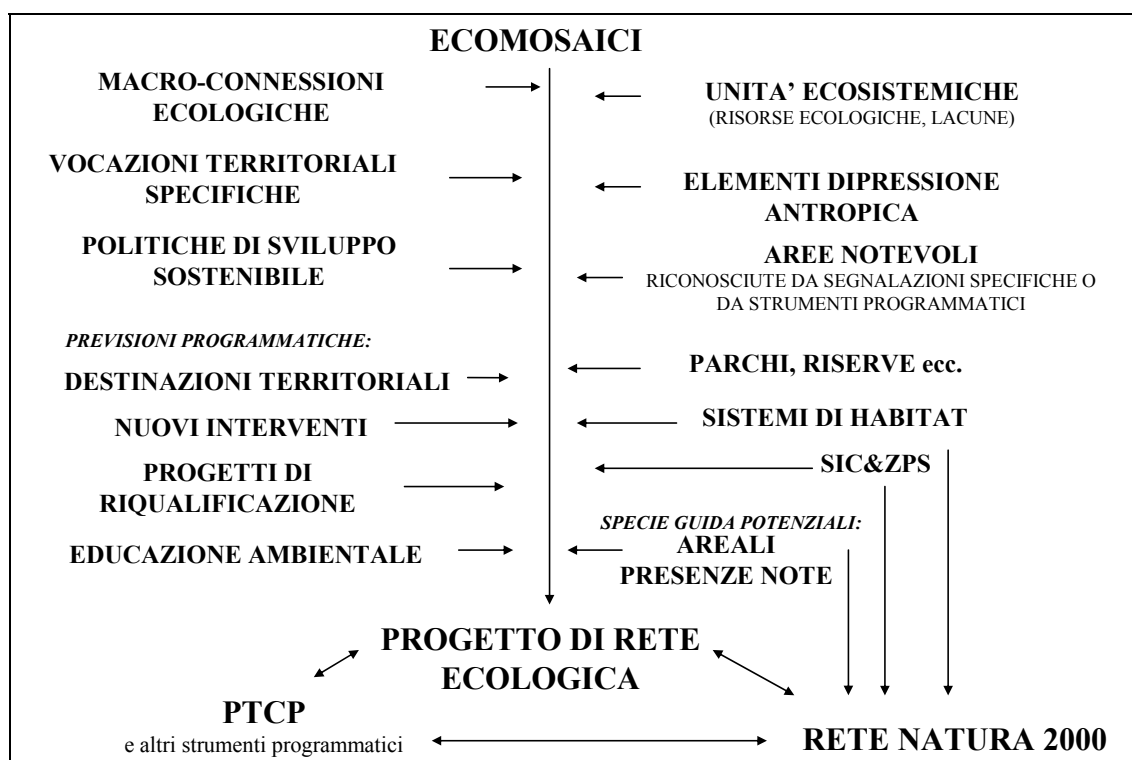 ECOMOSAICI
MACRO-CONNESSIONI
ECOLOGICHE
UNITA’ ECOSISTEMICHE
(RISORSE ECOLOGICHE, LACUNE)
VOCAZIONI TERRITORIALI
SPECIFICHE
ELEMENTI DIPRESSIONE
ANTROPICA
POLITICHE DI SVILUPPO
SOSTENIBILE
AREE NOTEVOLI
RICONOSCIUTE DA SEGNALAZIONI SPECIFICHE O
DA STRUMENTI PROGRAMMATICI
PREVISIONI PROGRAMMATICHE:
DESTINAZIONI TERRITORIALI
PARCHI, RISERVE ecc.
NUOVI INTERVENTI
SISTEMI DI HABITAT
PROGETTI DI
RIQUALIFICAZIONE
SIC&ZPS
SPECIE GUIDA POTENZIALI:
EDUCAZIONE AMBIENTALE
AREALI
PRESENZE NOTE
PROGETTO DI RETE
ECOLOGICA
PTCP
e altri strumenti programmatici
RETE NATURA 2000